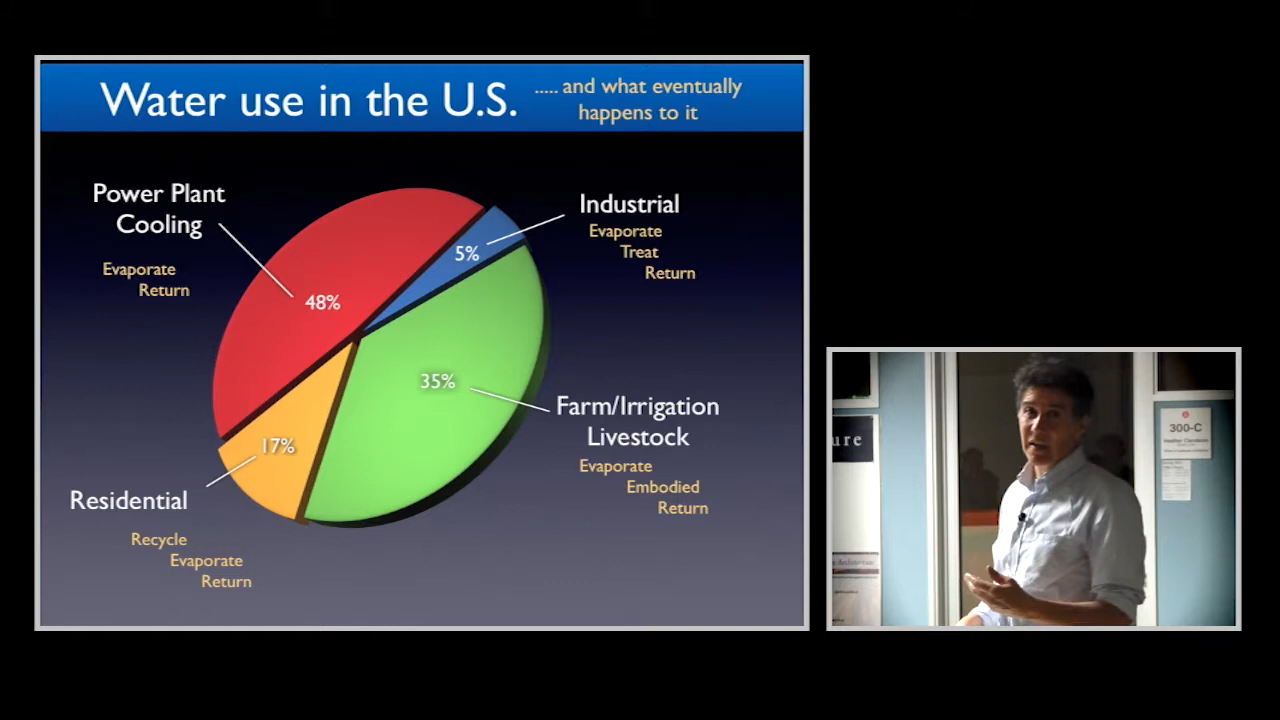 Water use in the U.S.
..... and what eventually
happens to it
Power Plant
Cooling
Evaporate
Return
48%
5%
Industrial
Evaporate
Treat
Return
35%
Farm/Irrigation
Livestock
Evaporate
Embodied
Return
17%
Residential
Recycle
Evaporate
Return
ure
300-C